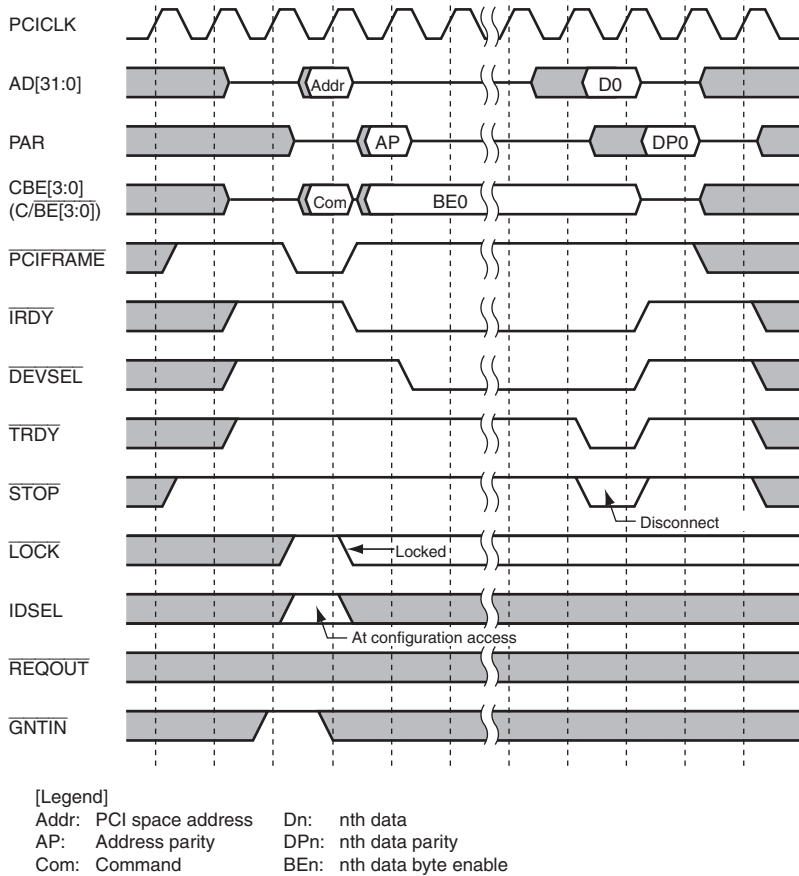 PCICLK
AD[31:0] Addr D0
PAR AP DP0
CBE[3:0] Com BE0
(C/BE[3:0])
PCIFRAME
IRDY
DEVSEL
TRDY
STOP
Disconnect
LOCK Locked
IDSEL
At configuration access
REQOUT
GNTIN
[Legend]
Addr: PCI space address Dn: nth data
AP: Address parity DPn: nth data parity
Com: Command BEn: nth data byte enable